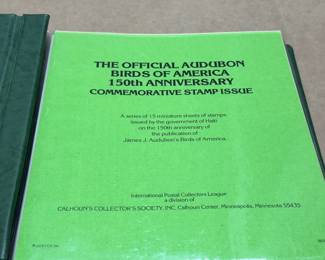 THE OFFICIAL AUDUBON
BIRDS OF AMERICA
150th ANNIVERSARY
COMMEMORATIVE STAMP ISSUE
A series of 15 miniature sheets of stamps
issued by the government of Haiti
on the 150th anniversary of
the publication of
James J. Audubon's Birds of America.
International Postal Collectors League
a division of
CALHOUN'S COLLECTOR'S SOCIETY, INC. Calhoun Center, Minneapolis, Minnesota 55435